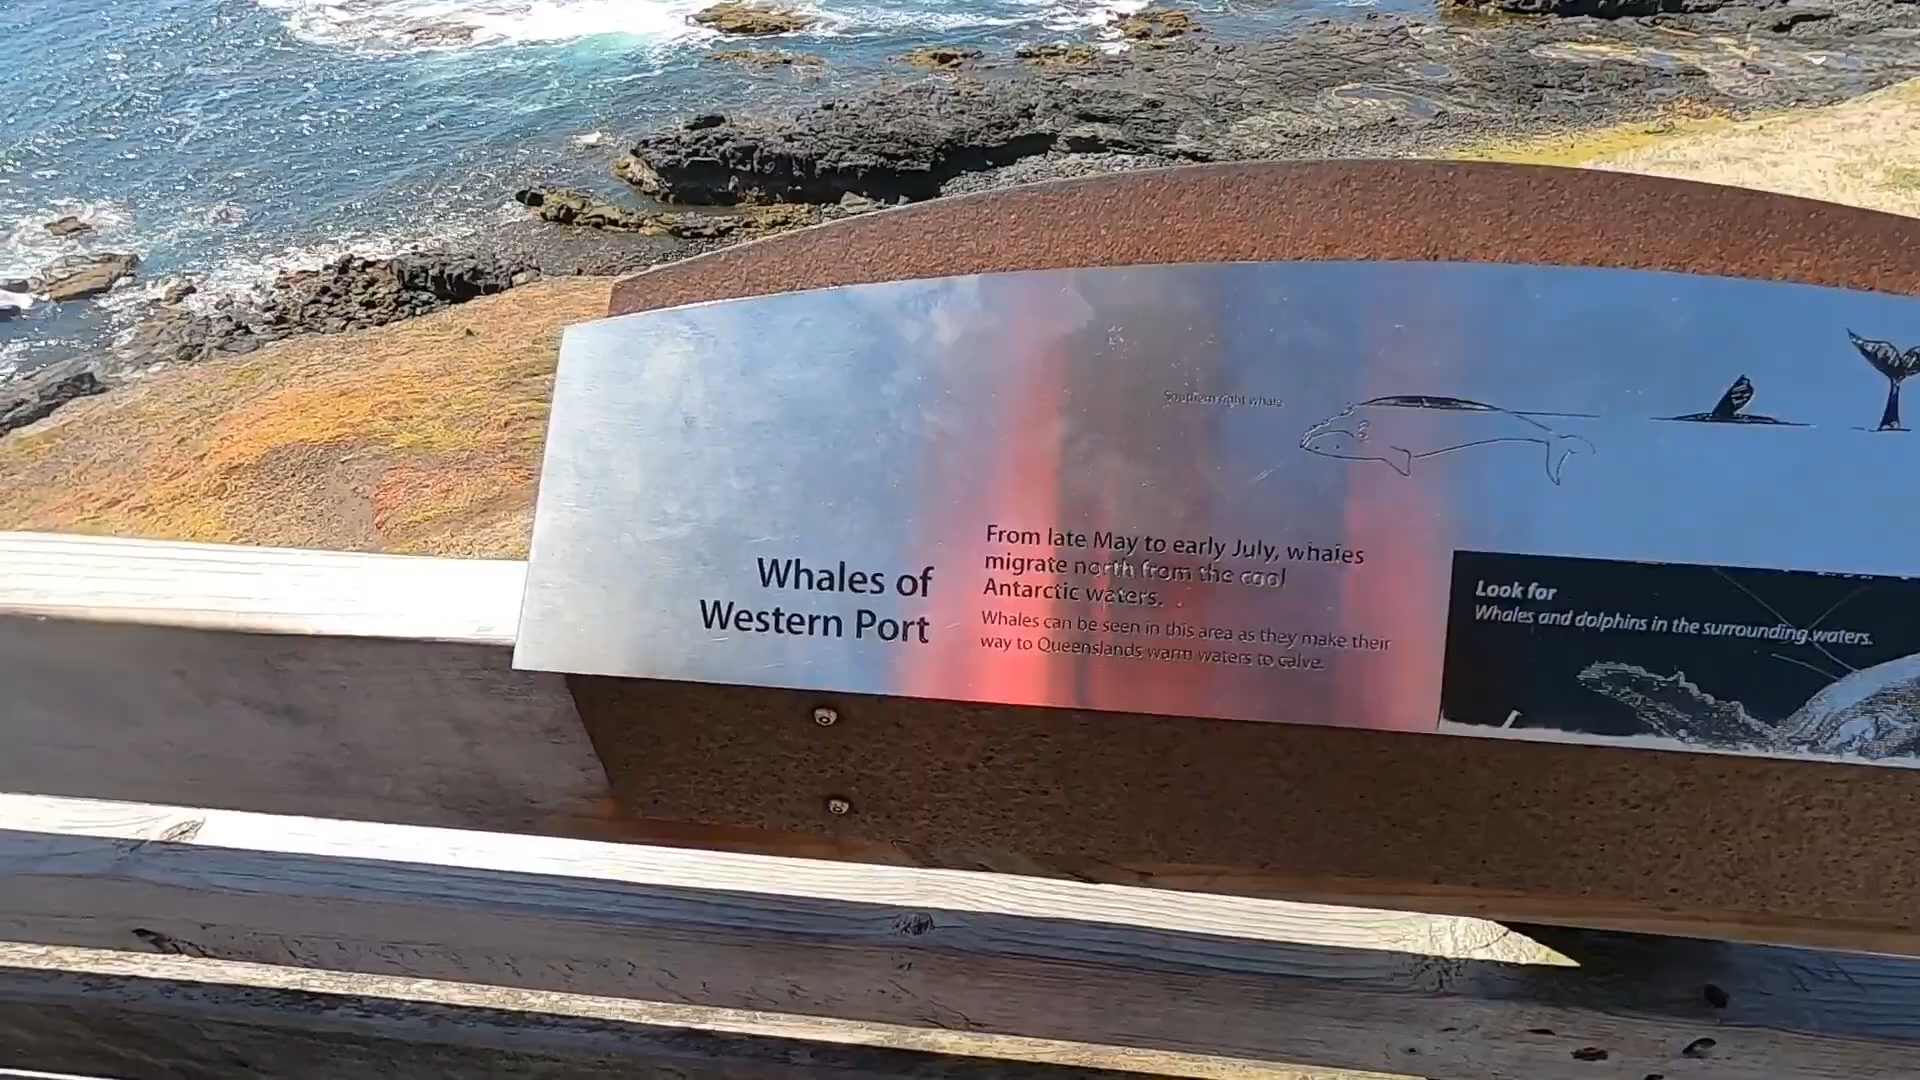 Southern right whale
Whales of
Western Port
From late May to early July, whales
migrate north from the cool
Antarctic waters.
Whales can be seen in this area as they make their
way to Queenslands warm waters to calve.
Look for
Whales and dolphins in the surrounding waters.